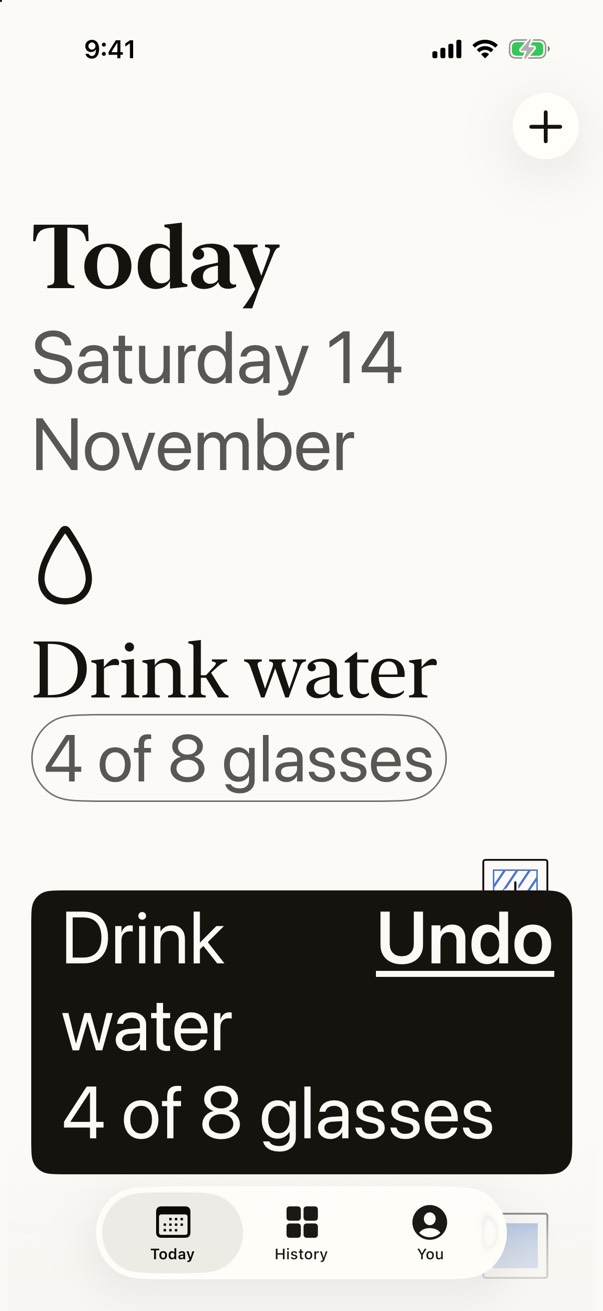 9:41
Today
Saturday 14
November
Drink water
4 of 8 glasses
Drink
water
Undo
4 of 8 glasses
Today
History
You